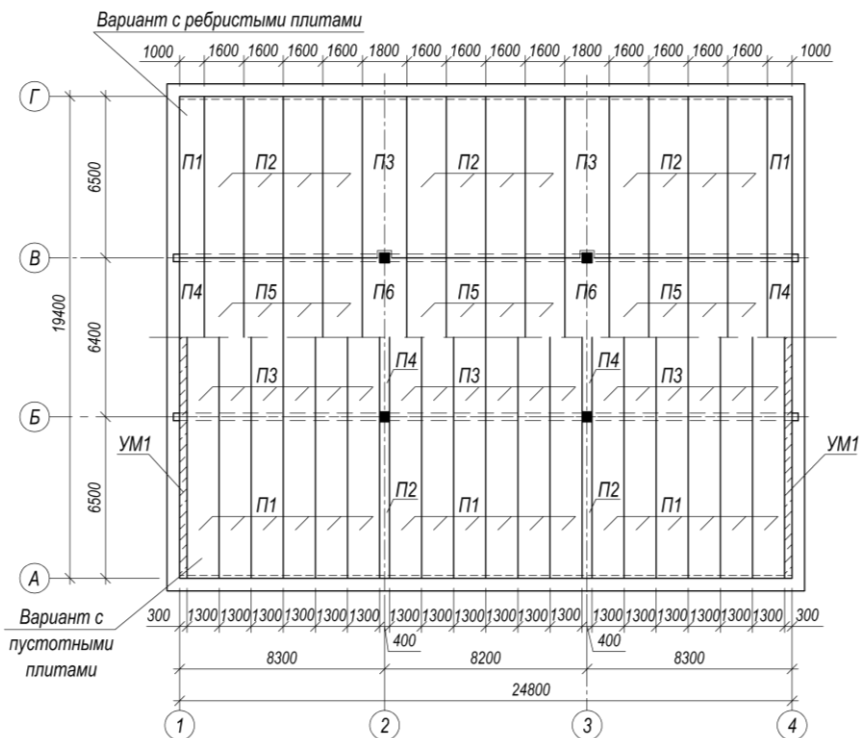 Вариант с ребристыми плитами
1000 1600 1600 1600 1600 1800 1600 1600 1600 1600 1800 1600 1600 1600 1600 1000
Г
6500
П1 П2 П3 П2 П3 П2 П1
В
19400
6400
П4 П5 П6 П5 П6 П5 П4
П3 П4 П3 П4 П3
Б
УМ1 УМ1
6500
П1 П2 П1 П2 П1
А
Вариант с
пустотными
плитами
300 1300 1300 1300 1300 1300 1300 1300 1300 1300 1300 1300 1300 1300 1300 1300 1300 1300 1300 300
400 400
8300 8200 8300
24800
1 2 3 4